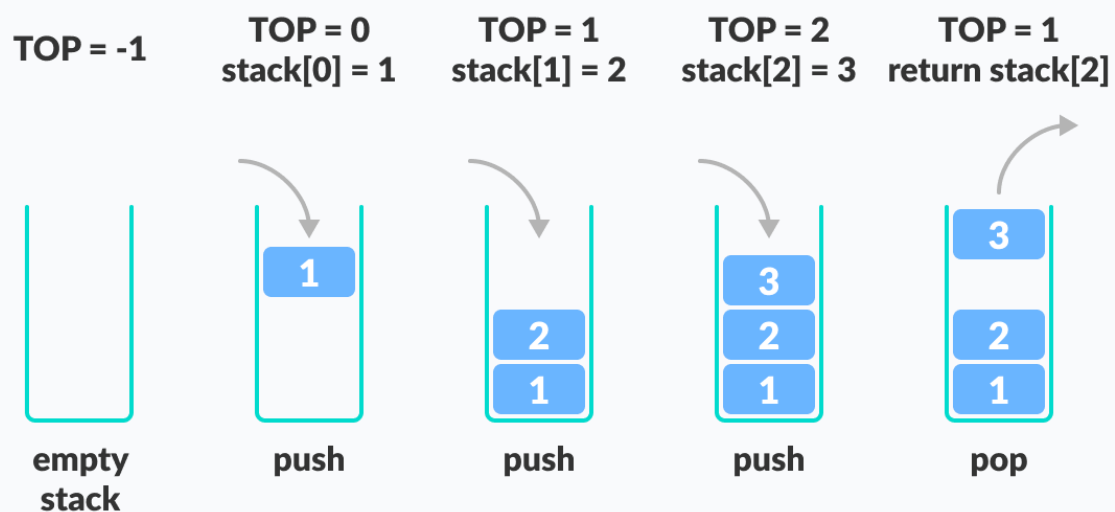 TOP = -1
TOP = 0
stack[0] = 1
TOP = 1
stack[1] = 2
TOP = 2
stack[2] = 3
TOP = 1
return stack[2]
1
2
1
3
2
1
3
2
1
empty
stack
push
push
push
pop